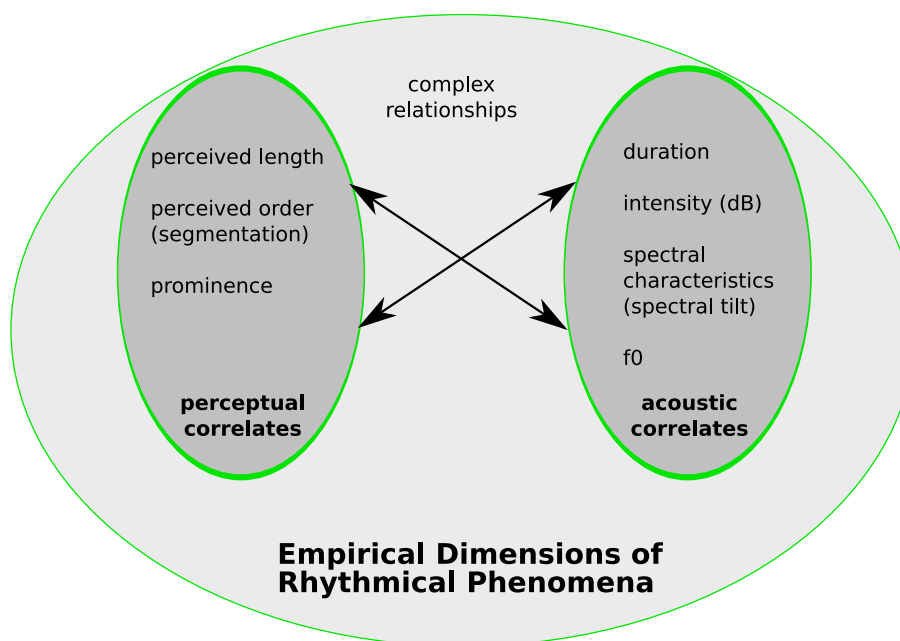 complex
relationships
perceived length
perceived order
(segmentation)
prominence
perceptual
correlates
duration
intensity (dB)
spectral
characteristics
(spectral tilt)
f0
acoustic
correlates
Empirical Dimensions of
Rhythmical Phenomena